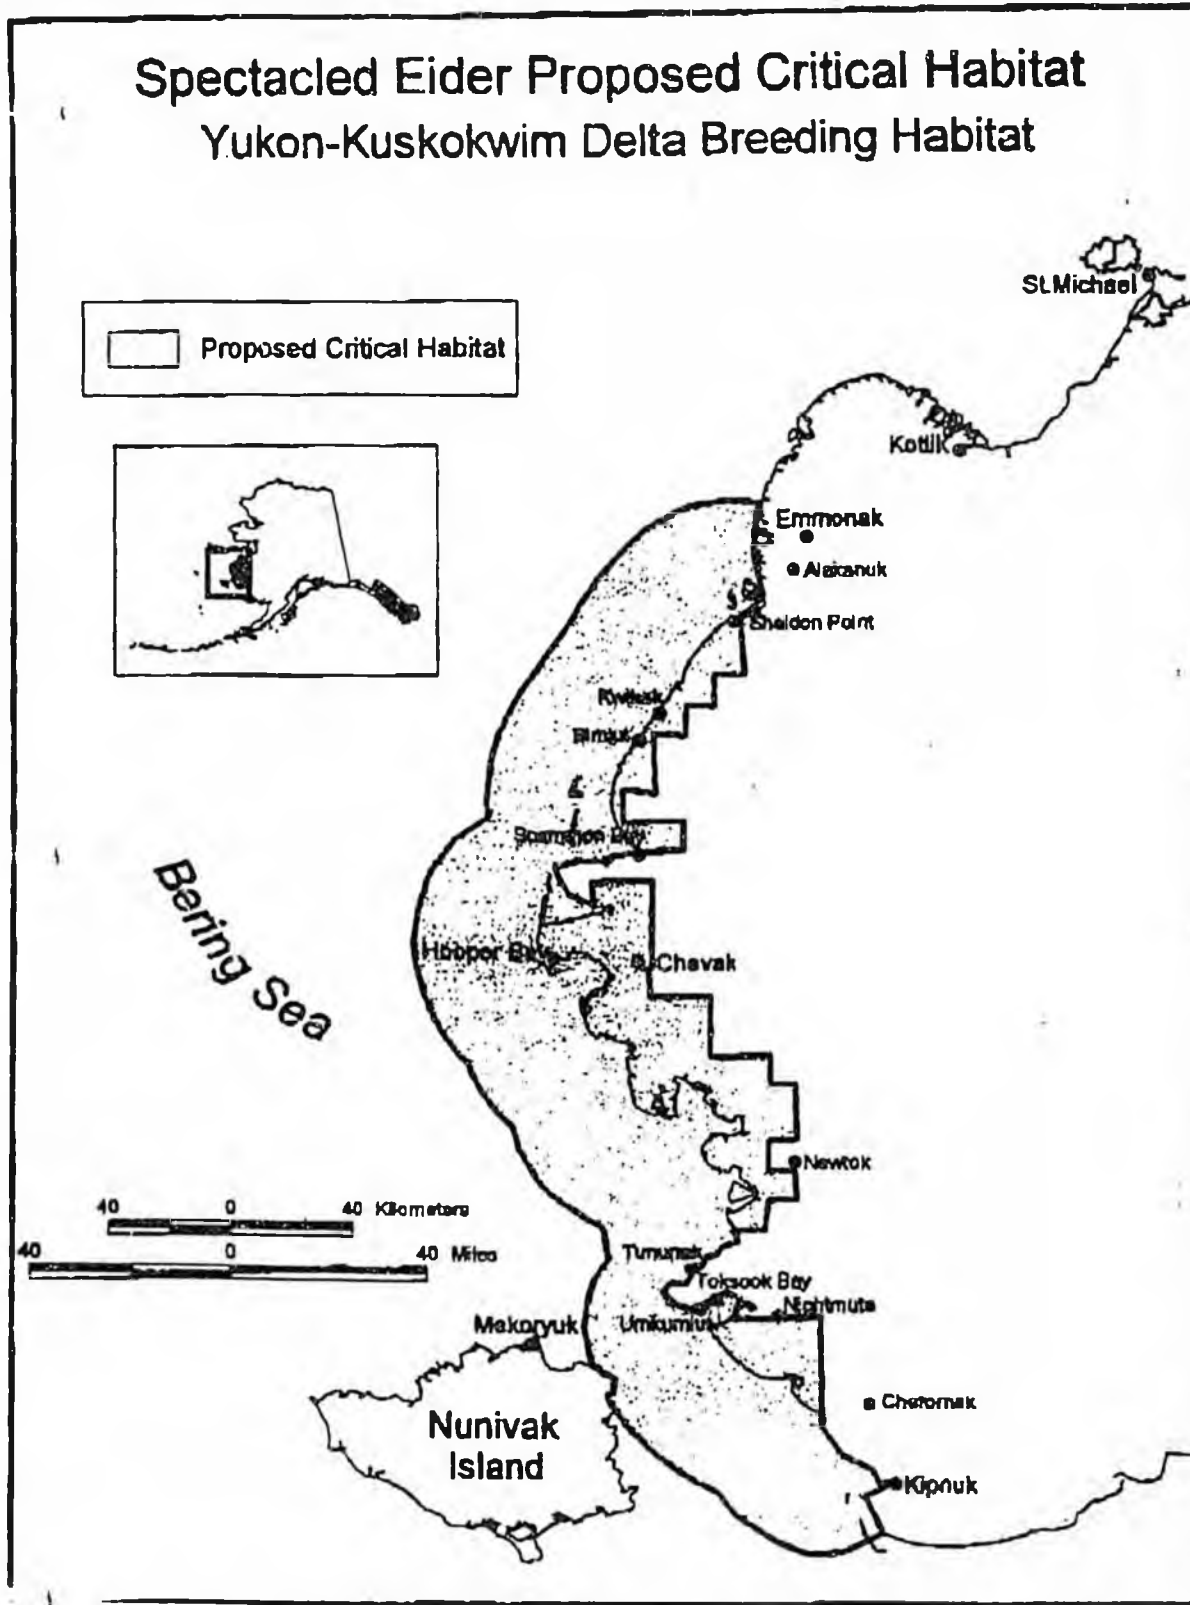 Spectacled Eider Proposed Critical Habitat
Yukon-Kuskokwim Delta Breeding Habitat
St.Michael
Proposed Critical Habitat
Kotlik
Emmonak
Alakanuk
Sheldon Point
Scammon Bay
Hooper Bay
Chevak
Bering Sea
Newtok
40 0 40 Kilometers
40 0 40 Miles
Tununak
Toksook Bay
Nightmute
Mekoryuk
Umkumiut
Chefornak
Nunivak
Island
Kipnuk